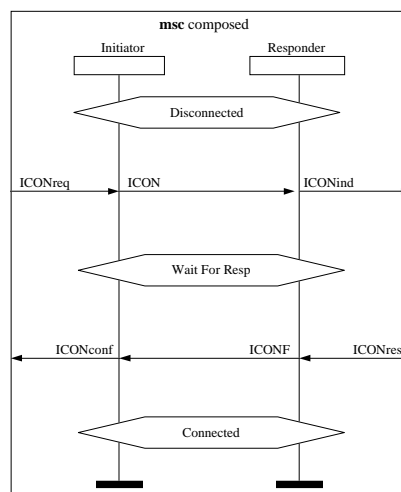 msc composed
Initiator Responder
Disconnected
ICONreq ICON ICONind
Wait For Resp
ICONconf ICONF ICONres
Connected